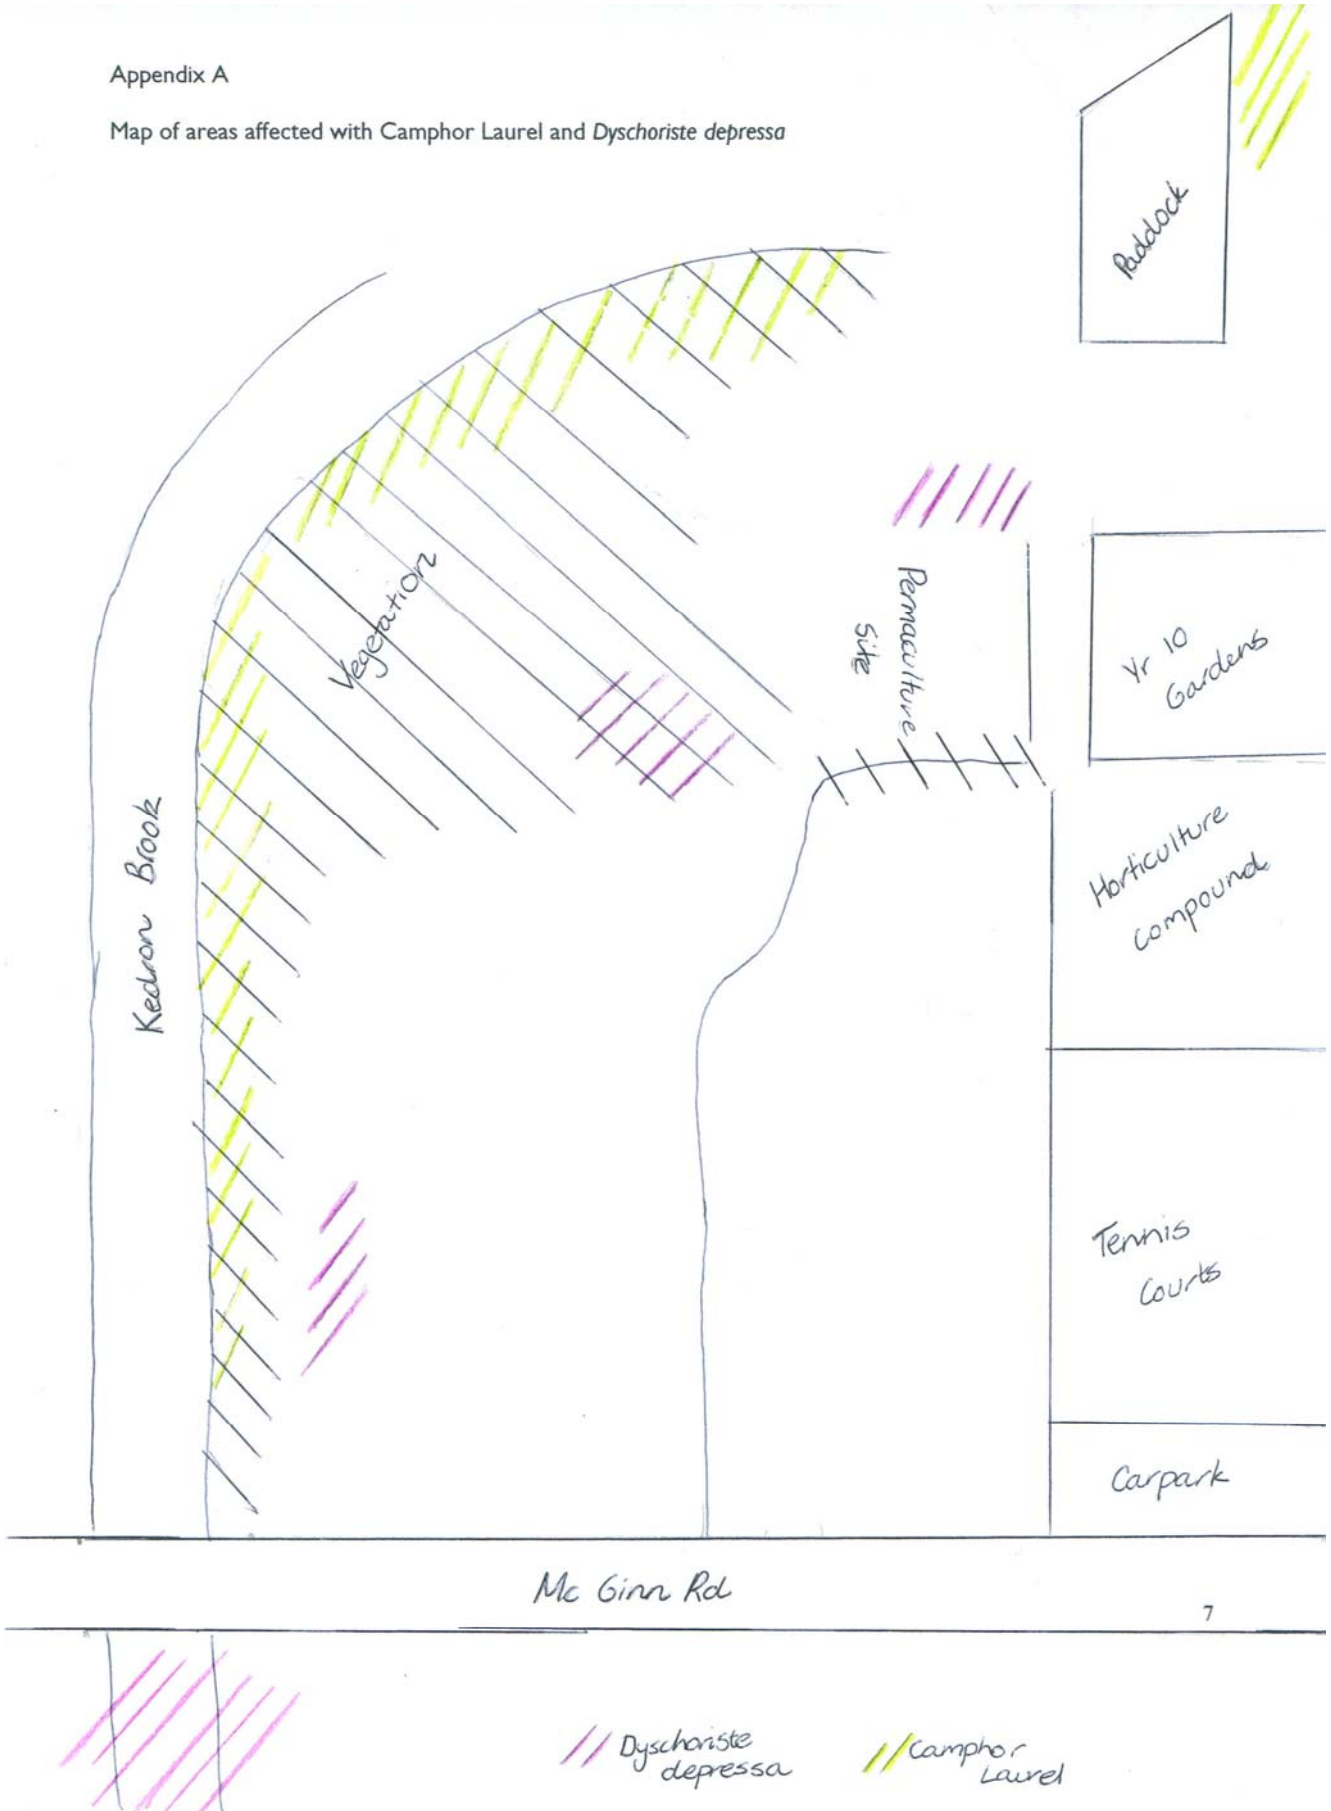 Appendix A
Map of areas affected with Camphor Laurel and Dyschoriste depressa
Paddock
Vegetation
Permaculture
Site
Yr 10
Gardens
Kedron Brook
Horticulture
compound
Tennis
Courts
Carpark
Mc Ginn Rd
7
Dyschoriste
depressa
Camphor
Laurel